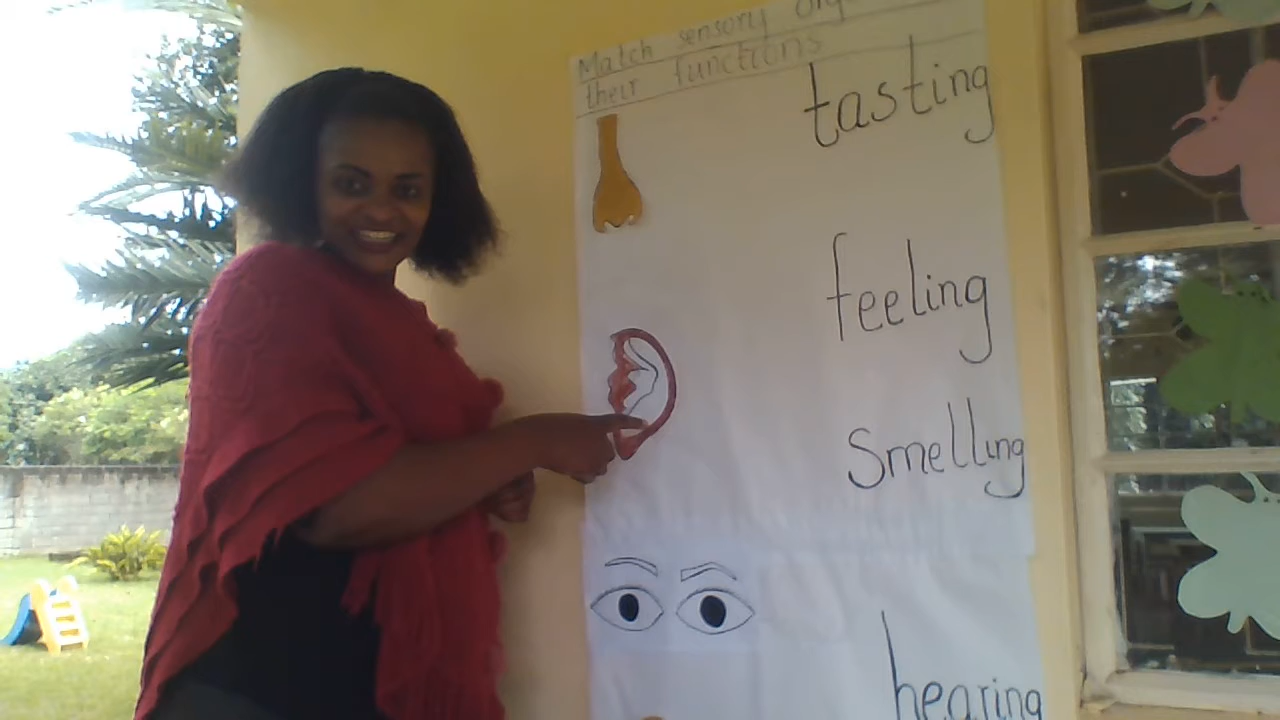 Match sensory
their functions
tasting
feeling
Smelling
hearing